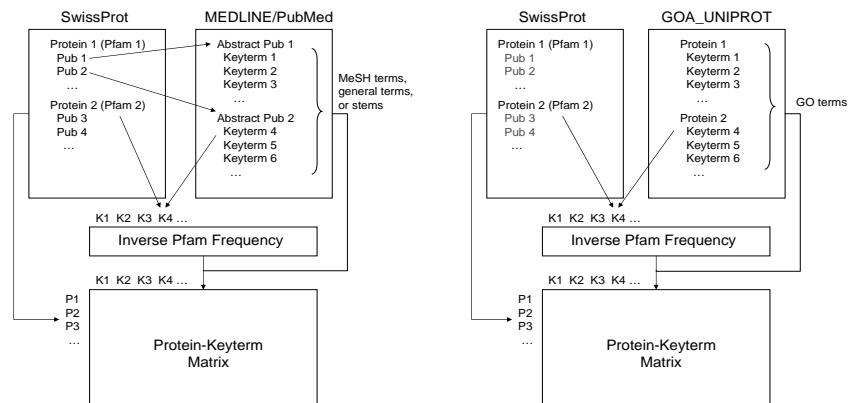 SwissProt
MEDLINE/PubMed
Protein 1 (Pfam 1)
Pub 1
Pub 2
...
Protein 2 (Pfam 2)
Pub 3
Pub 4
...
Abstract Pub 1
Keyterm 1
Keyterm 2
Keyterm 3
...
Abstract Pub 2
Keyterm 4
Keyterm 5
Keyterm 6
...
MeSH terms,
general terms,
or stems
K1 K2 K3 K4 ...
Inverse Pfam Frequency
K1 K2 K3 K4 ...
P1
P2
P3
...
Protein-Keyterm
Matrix
SwissProt
GOA_UNIPROT
Protein 1 (Pfam 1)
Pub 1
Pub 2
...
Protein 2 (Pfam 2)
Pub 3
Pub 4
...
Protein 1
Keyterm 1
Keyterm 2
Keyterm 3
...
Protein 2
Keyterm 4
Keyterm 5
Keyterm 6
...
GO terms
K1 K2 K3 K4 ...
Inverse Pfam Frequency
K1 K2 K3 K4 ...
P1
P2
P3
...
Protein-Keyterm
Matrix